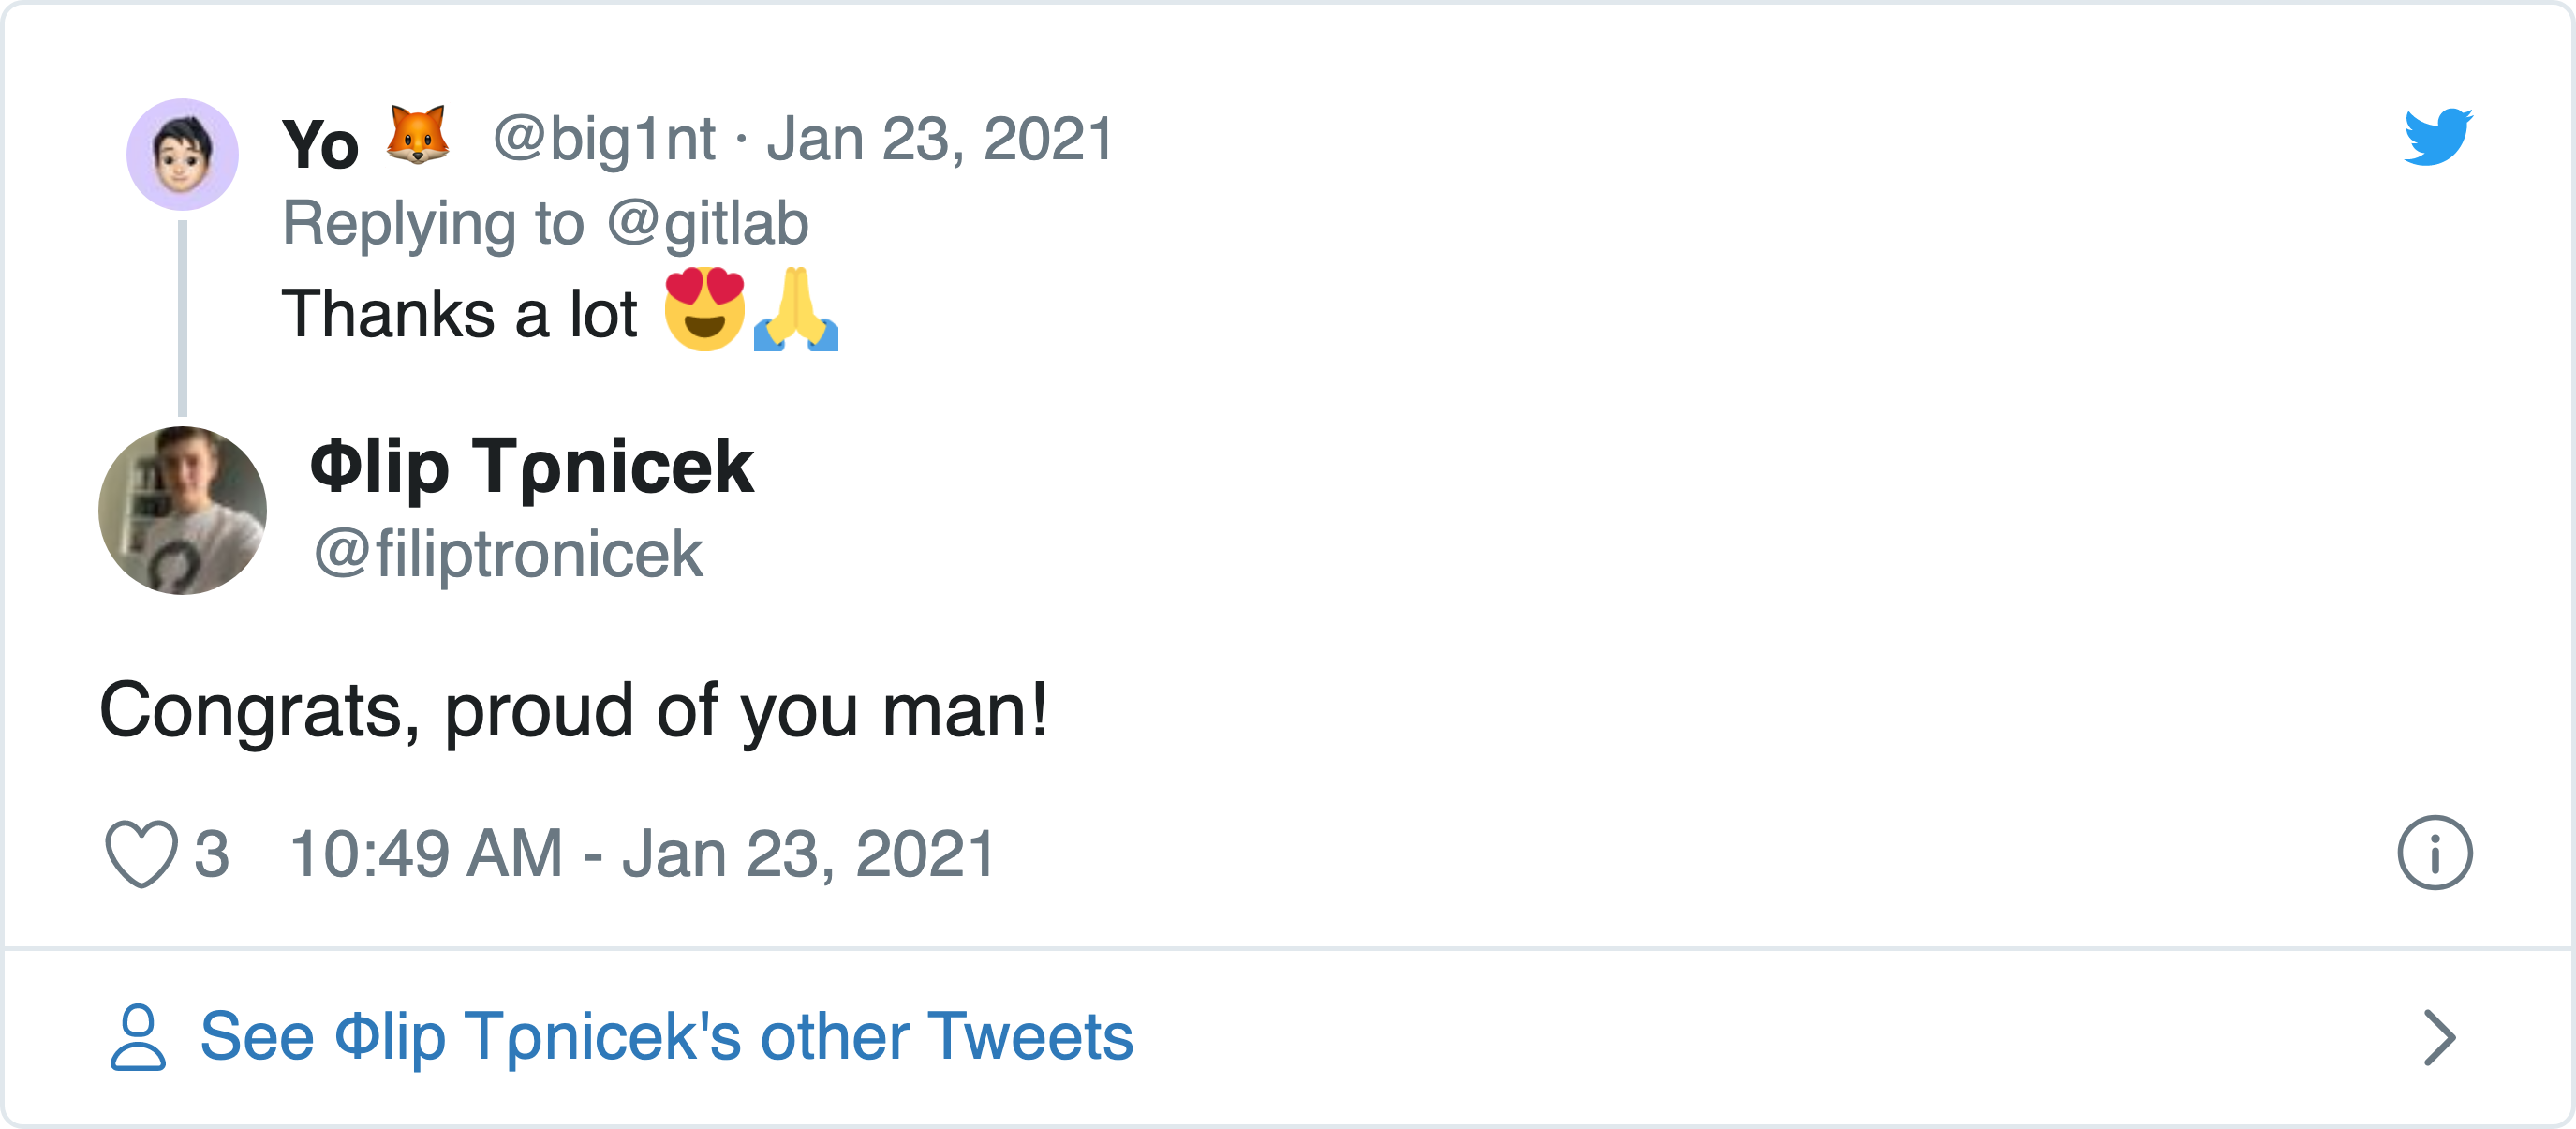 Yo 🦊 @big1nt · Jan 23, 2021
Replying to @gitlab
Thanks a lot 😍🙏
Φlip Tρnicek
@filiptronicek
Congrats, proud of you man!
3 10:49 AM - Jan 23, 2021
See Φlip Tρnicek's other Tweets